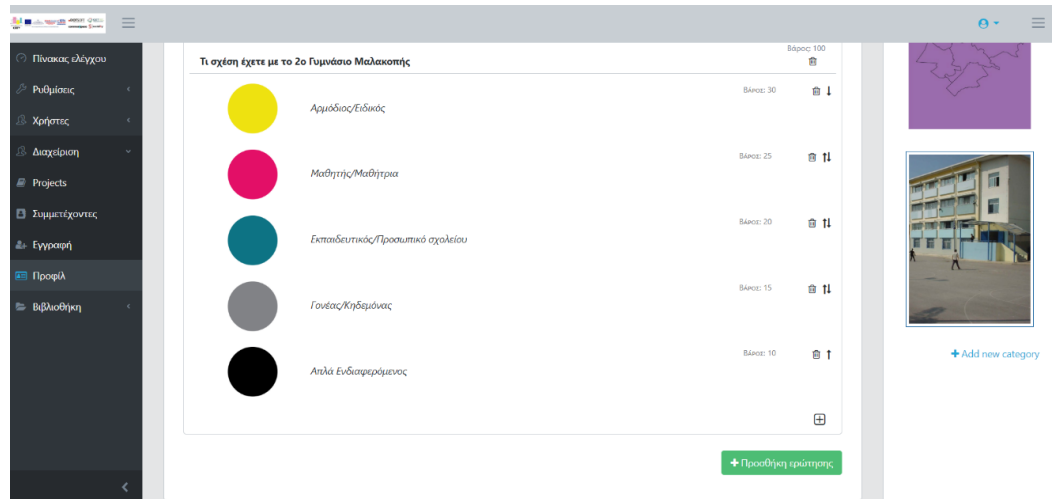 Πίνακας ελέγχου
Ρυθμίσεις
Χρήστες
Διαχείριση
Projects
Συμμετέχοντες
Εγγραφή
Προφίλ
Βιβλιοθήκη
Βάρος: 100
Τι σχέση έχετε με το 2ο Γυμνάσιο Μαλακοπής
Αρμόδιος/Ειδικός
ΒΆΡΟΣ: 30
Μαθητής/Μαθήτρια
ΒΆΡΟΣ: 25
Εκπαιδευτικός/Προσωπικό σχολείου
ΒΆΡΟΣ: 20
Γονέας/Κηδεμόνας
ΒΆΡΟΣ: 15
Απλά Ενδιαφερόμενος
ΒΆΡΟΣ: 10
+ Προσθήκη ερώτησης
+ Add new category